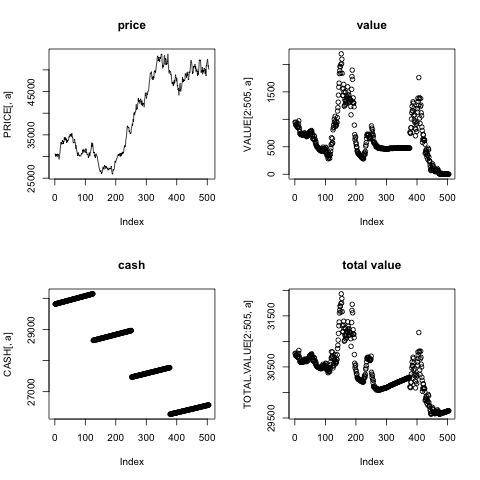 price
PRICE[, a]
25000 35000 45000
0 100 200 300 400 500
Index
value
VALUE[2:505, a]
0 500 1500
0 100 200 300 400 500
Index
cash
CASH[, a]
27000 29000
0 100 200 300 400 500
Index
total value
TOTAL.VALUE[2:505, a]
29500 30500 31500
0 100 200 300 400 500
Index